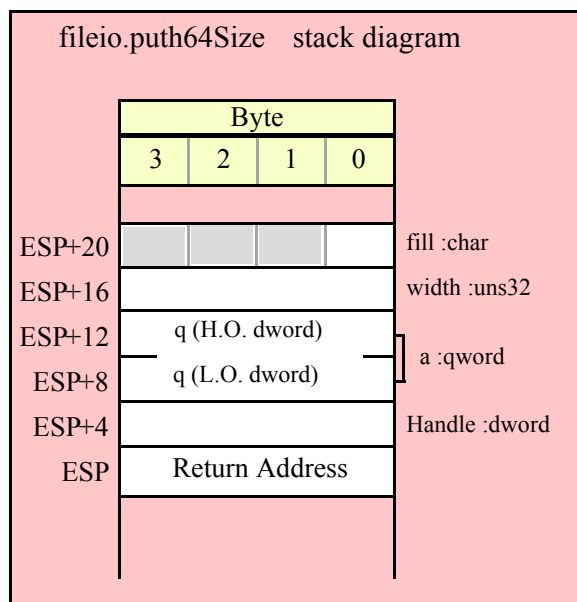 fileio.puth64Size stack diagram
Byte
3 2 1 0
ESP+20 fill :char
ESP+16 width :uns32
ESP+12 q (H.O. dword)
a :qword
ESP+8 q (L.O. dword)
ESP+4 Handle :dword
ESP Return Address